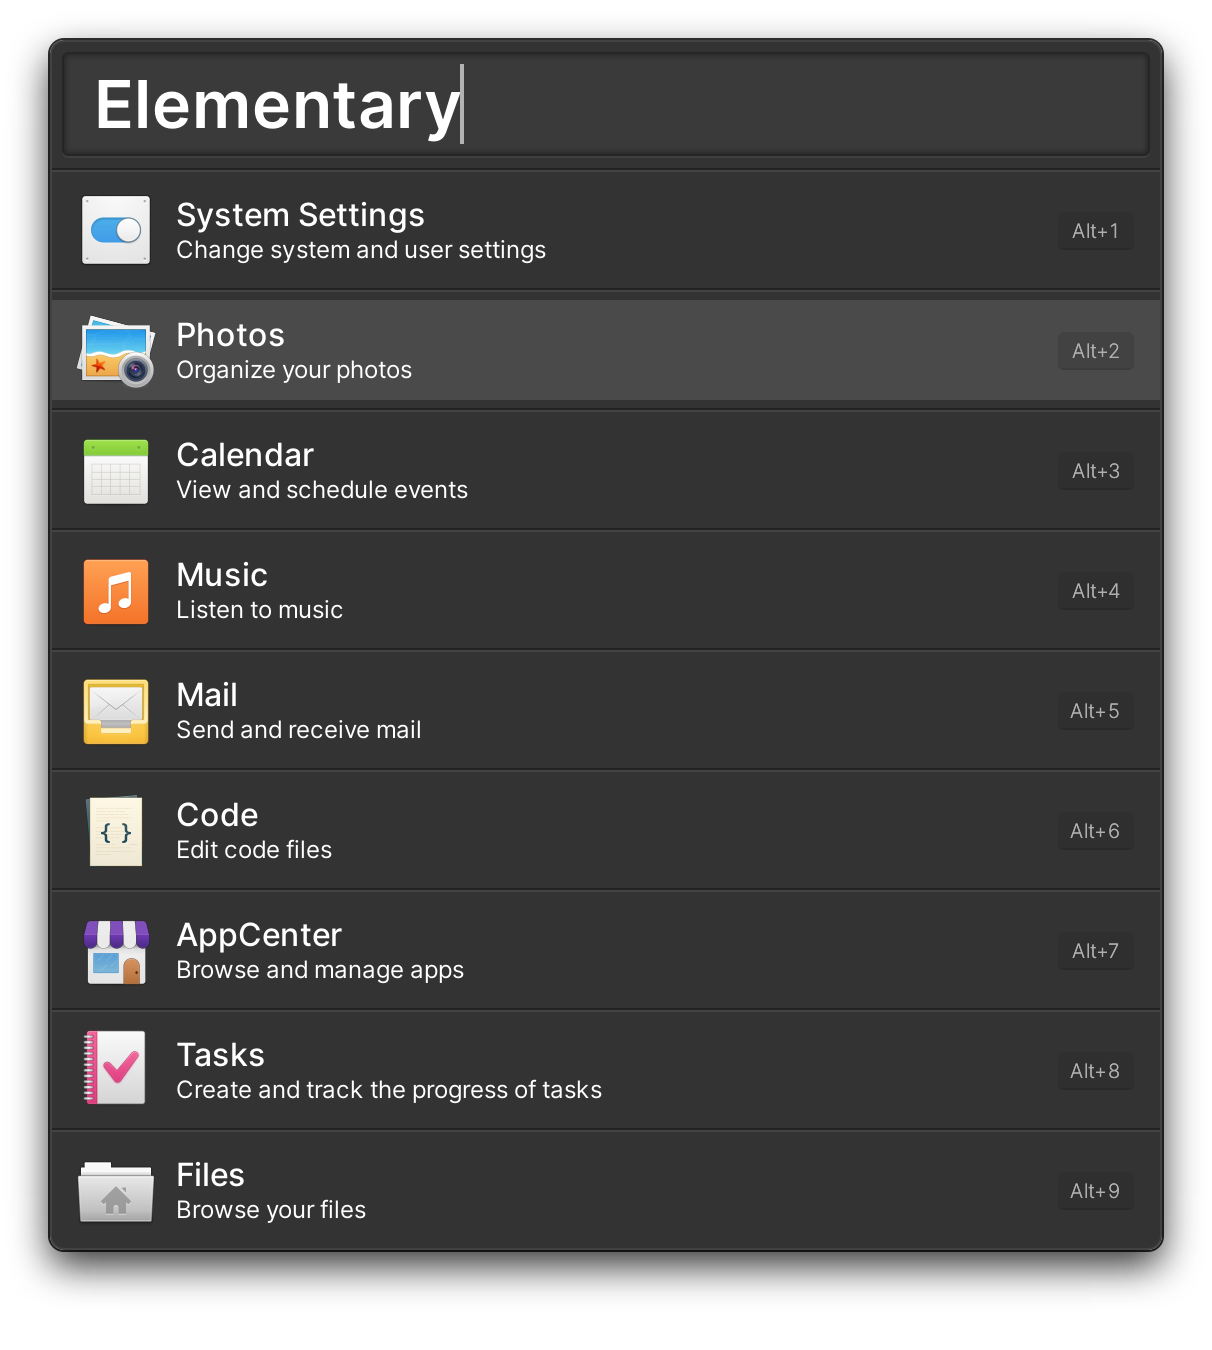 Elementary
System Settings
Change system and user settings
Alt+1
Photos
Organize your photos
Alt+2
Calendar
View and schedule events
Alt+3
Music
Listen to music
Alt+4
Mail
Send and receive mail
Alt+5
{ }
Code
Edit code files
Alt+6
AppCenter
Browse and manage apps
Alt+7
Tasks
Create and track the progress of tasks
Alt+8
Files
Browse your files
Alt+9